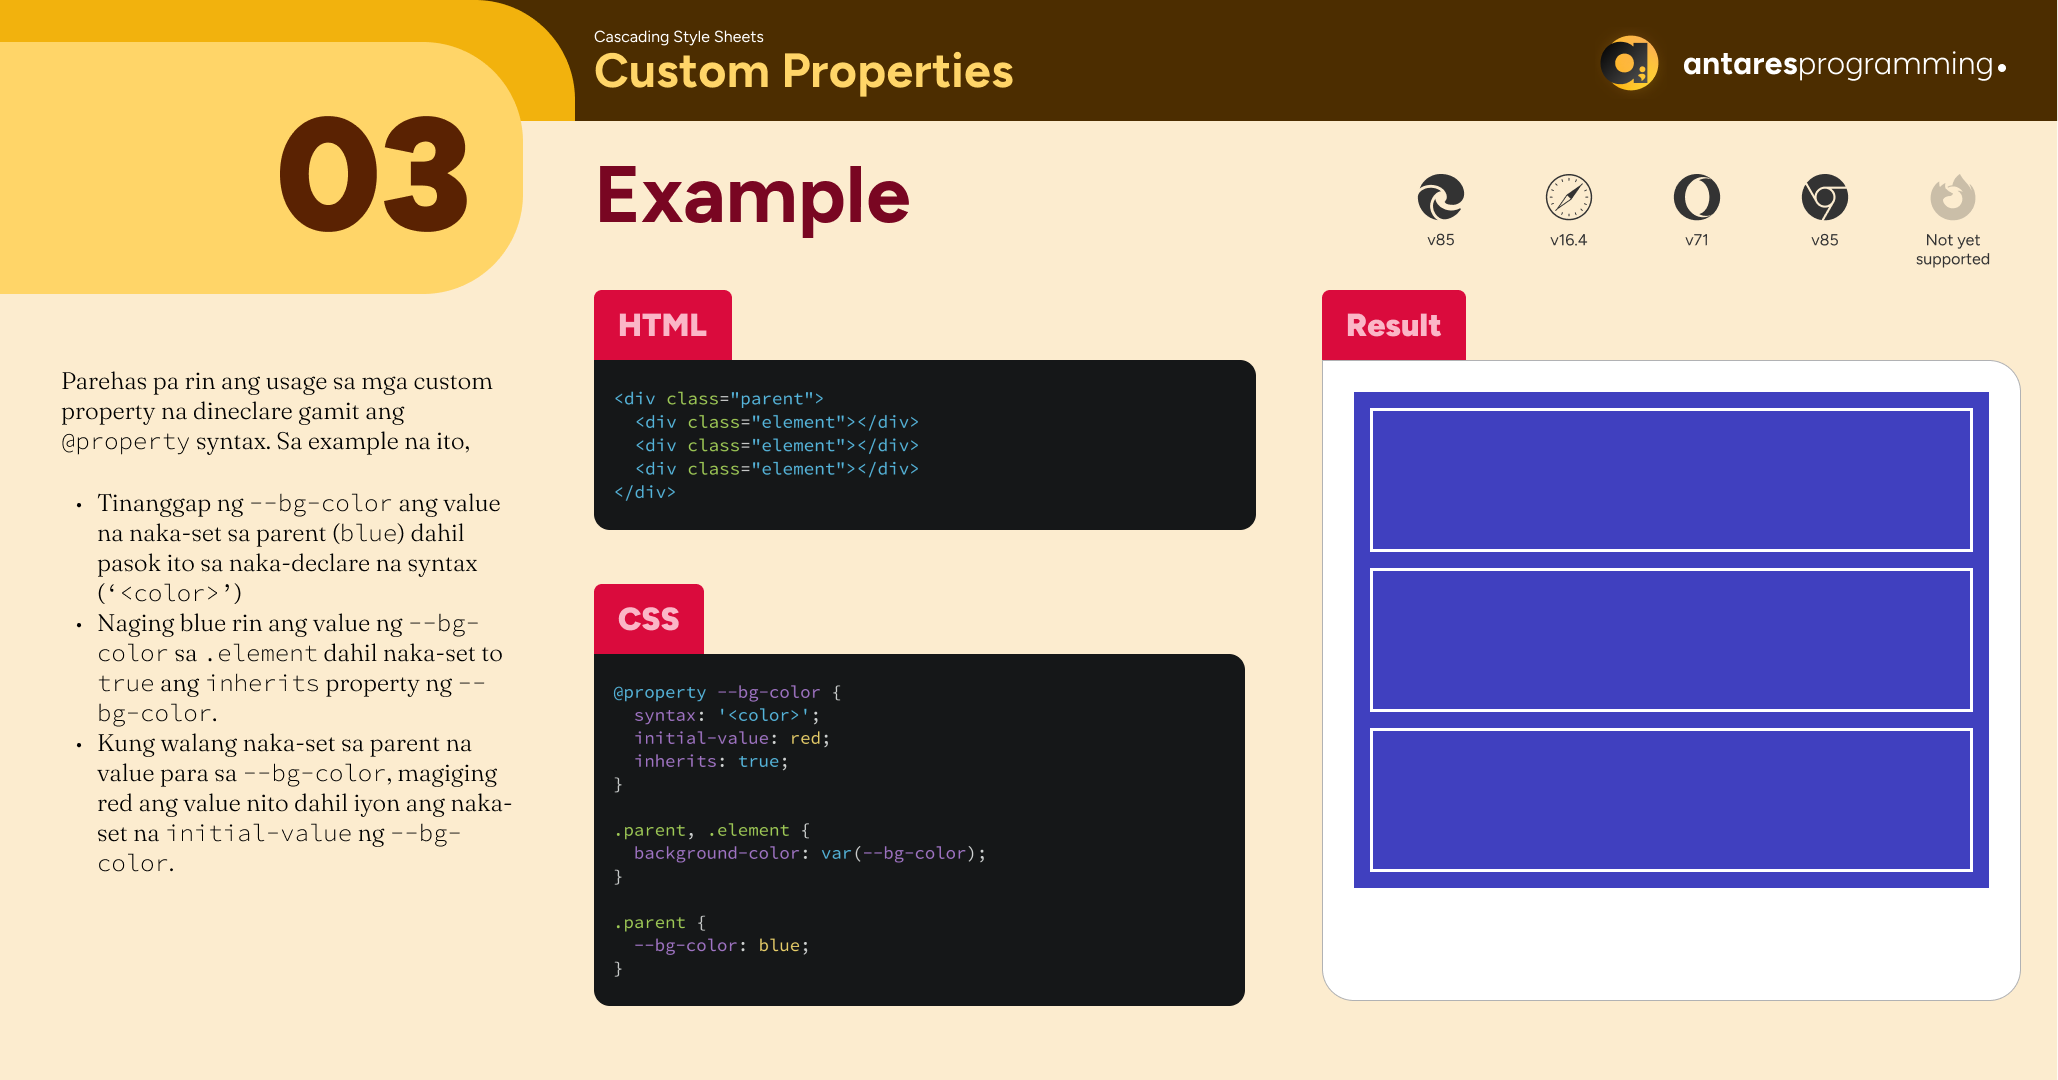 Cascading Style Sheets
Custom Properties
antaresprogramming.
03
Example
v85
v16.4
v71
v85
Not yet
supported
Parehas pa rin ang usage sa mga custom
property na dineclare gamit ang
@property syntax. Sa example na ito,
• Tinanggap ng --bg-color ang value
na naka-set sa parent (blue) dahil
pasok ito sa naka-declare na syntax
(‘<color>’)
• Naging blue rin ang value ng --bg-
color sa .element dahil naka-set to
true ang inherits property ng --
bg-color.
• Kung walang naka-set sa parent na
value para sa --bg-color, magiging
red ang value nito dahil iyon ang naka-
set na initial-value ng --bg-
color.
HTML
<div class="parent">
  <div class="element"></div>
  <div class="element"></div>
  <div class="element"></div>
</div>
CSS
@property --bg-color {
  syntax: '<color>';
  initial-value: red;
  inherits: true;
}
.parent, .element {
  background-color: var(--bg-color);
}
.parent {
  --bg-color: blue;
}
Result